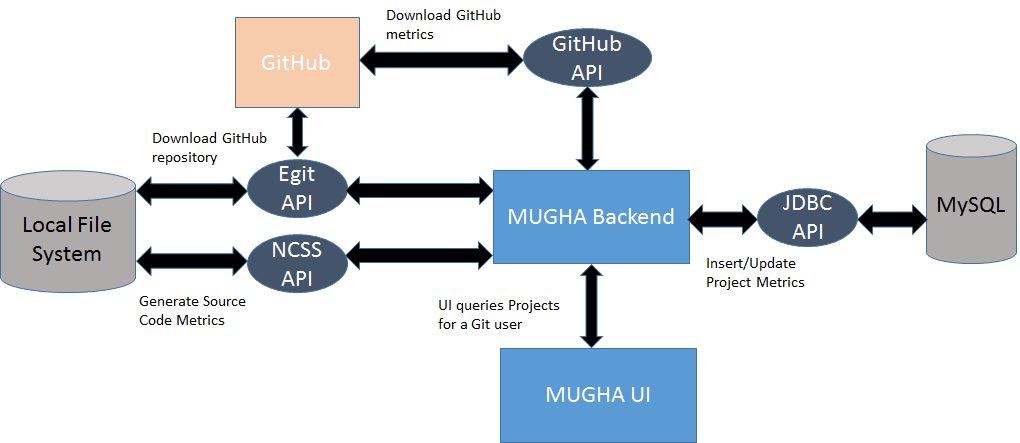 Download GitHub
metrics
GitHub
GitHub
API
Download GitHub
repository
Egit
API
MUGHA Backend
JDBC
API
MySQL
Local File
System
NCSS
API
Insert/Update
Project Metrics
Generate Source
Code Metrics
UI queries Projects
for a Git user
MUGHA UI